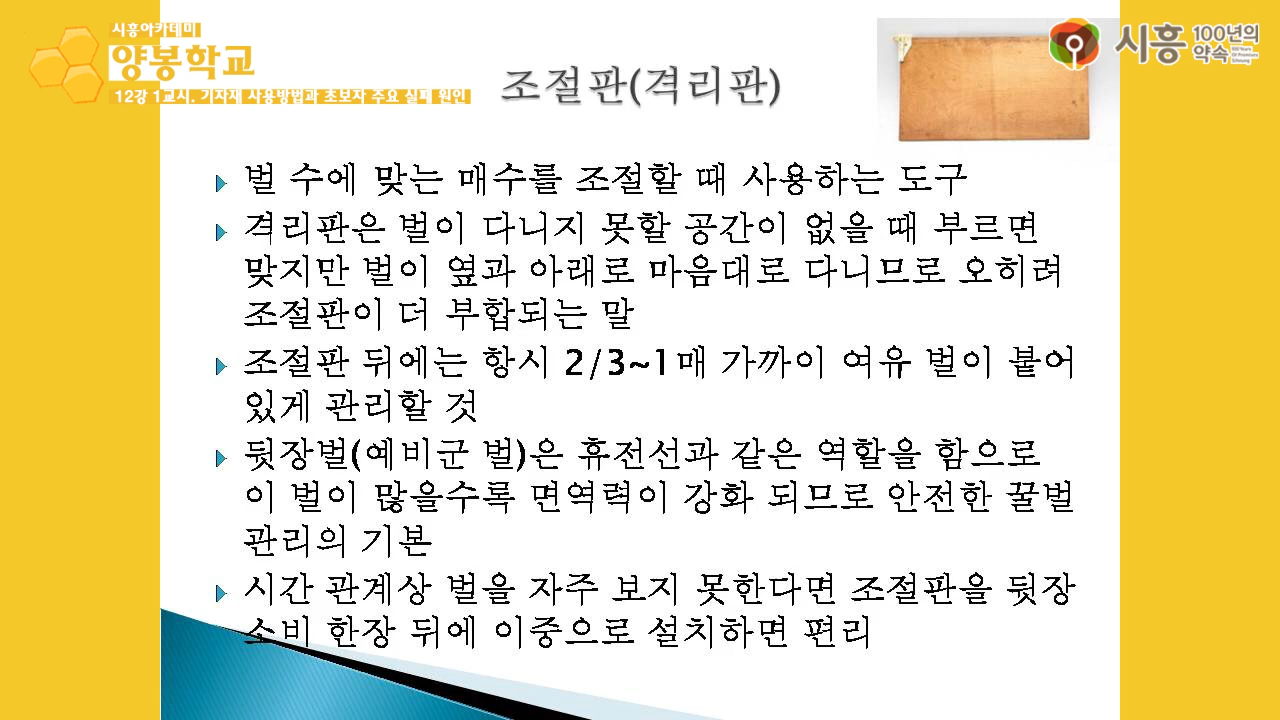 시흥아카데미
양봉학교
12강 1교시. 기자재 사용방법과 초보자 주요 실패 원인
시흥 100년의 약속
조절판(격리판)
벌 수에 맞는 매수를 조절할 때 사용하는 도구
격리판은 벌이 다니지 못할 공간이 없을 때 부르면
맞지만 벌이 옆과 아래로 마음대로 다니므로 오히려
조절판이 더 부합되는 말
조절판 뒤에는 항시 2/3~1매 가까이 여유 벌이 붙어
있게 관리할 것
뒷장벌(예비군 벌)은 휴전선과 같은 역할을 함으로
이 벌이 많을수록 면역력이 강화 되므로 안전한 꿀벌
관리의 기본
시간 관계상 벌을 자주 보지 못한다면 조절판을 뒷장
소비 한장 뒤에 이중으로 설치하면 편리